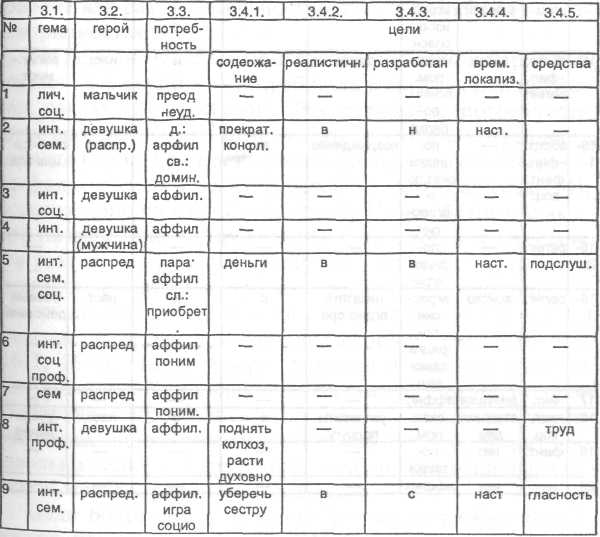 3.1. 3.2. 3.3. 3.4.1. 3.4.2. 3.4.3. 3.4.4. 3.4.5.
№ тема герой потреб- цели
ность
содержа- реалистичн. разработан врем. средства
ние локализ.
1 лич. мальчик преод — — — — —
соц. неуд.
2 инт. девушка д.: прекрат. в н наст. —
сем. (распр.) аффил конфл.
св.:
домин.
3 инт. девушка аффил. — — — — —
соц.
4 инт. девушка аффил — — — — —
(мужчина)
5 инт. распред пара- деньги в в наст. подслуш.
сем. аффил
соц. сл.:
приобрет
.
6 инт. распред аффил — — — — —
соц поним
проф.
7 сем распред аффил — — — — —
поним.
8 инт. девушка аффил. поднять — — — труд
проф. колхоз,
расти
духовно
9 инт. распред. аффил. уберечь в с наст гласность
сем. игра сестру
социо